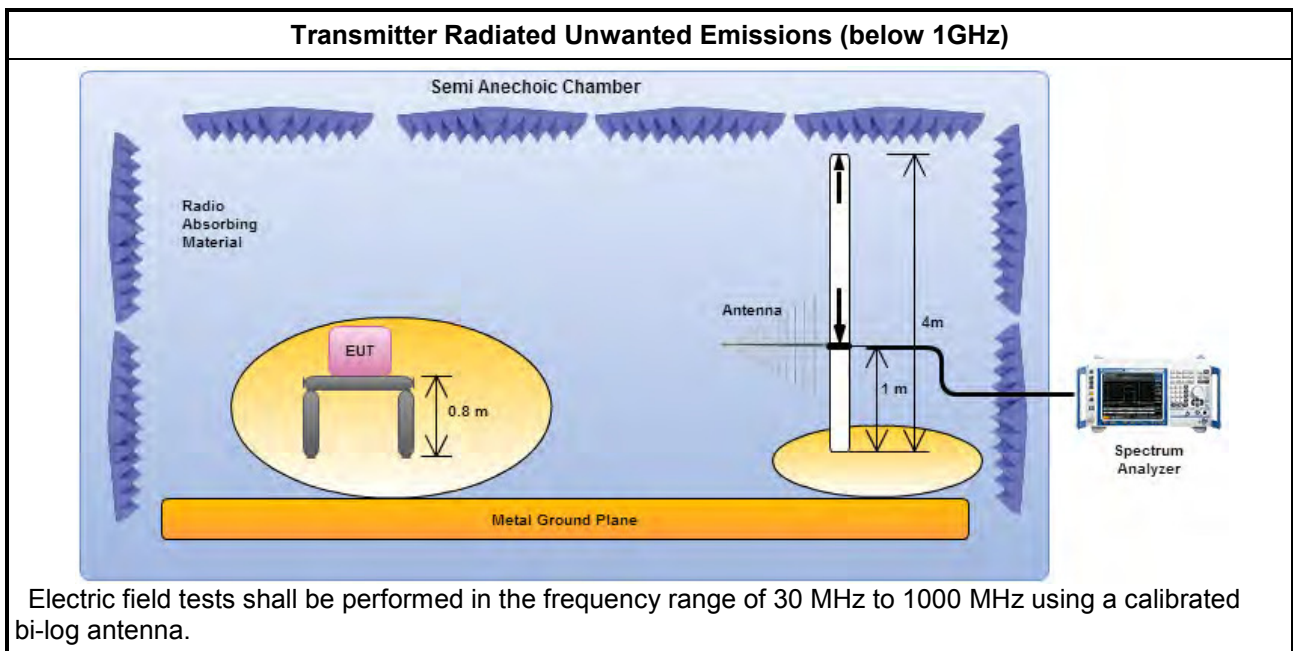 Transmitter Radiated Unwanted Emissions (below 1GHz)
Semi Anechoic Chamber
Radio
Absorbing
Material
Antenna
4m
EUT
1 m
0.8 m
Spectrum
Analyzer
Metal Ground Plane
Electric field tests shall be performed in the frequency range of 30 MHz to 1000 MHz using a calibrated
bi-log antenna.